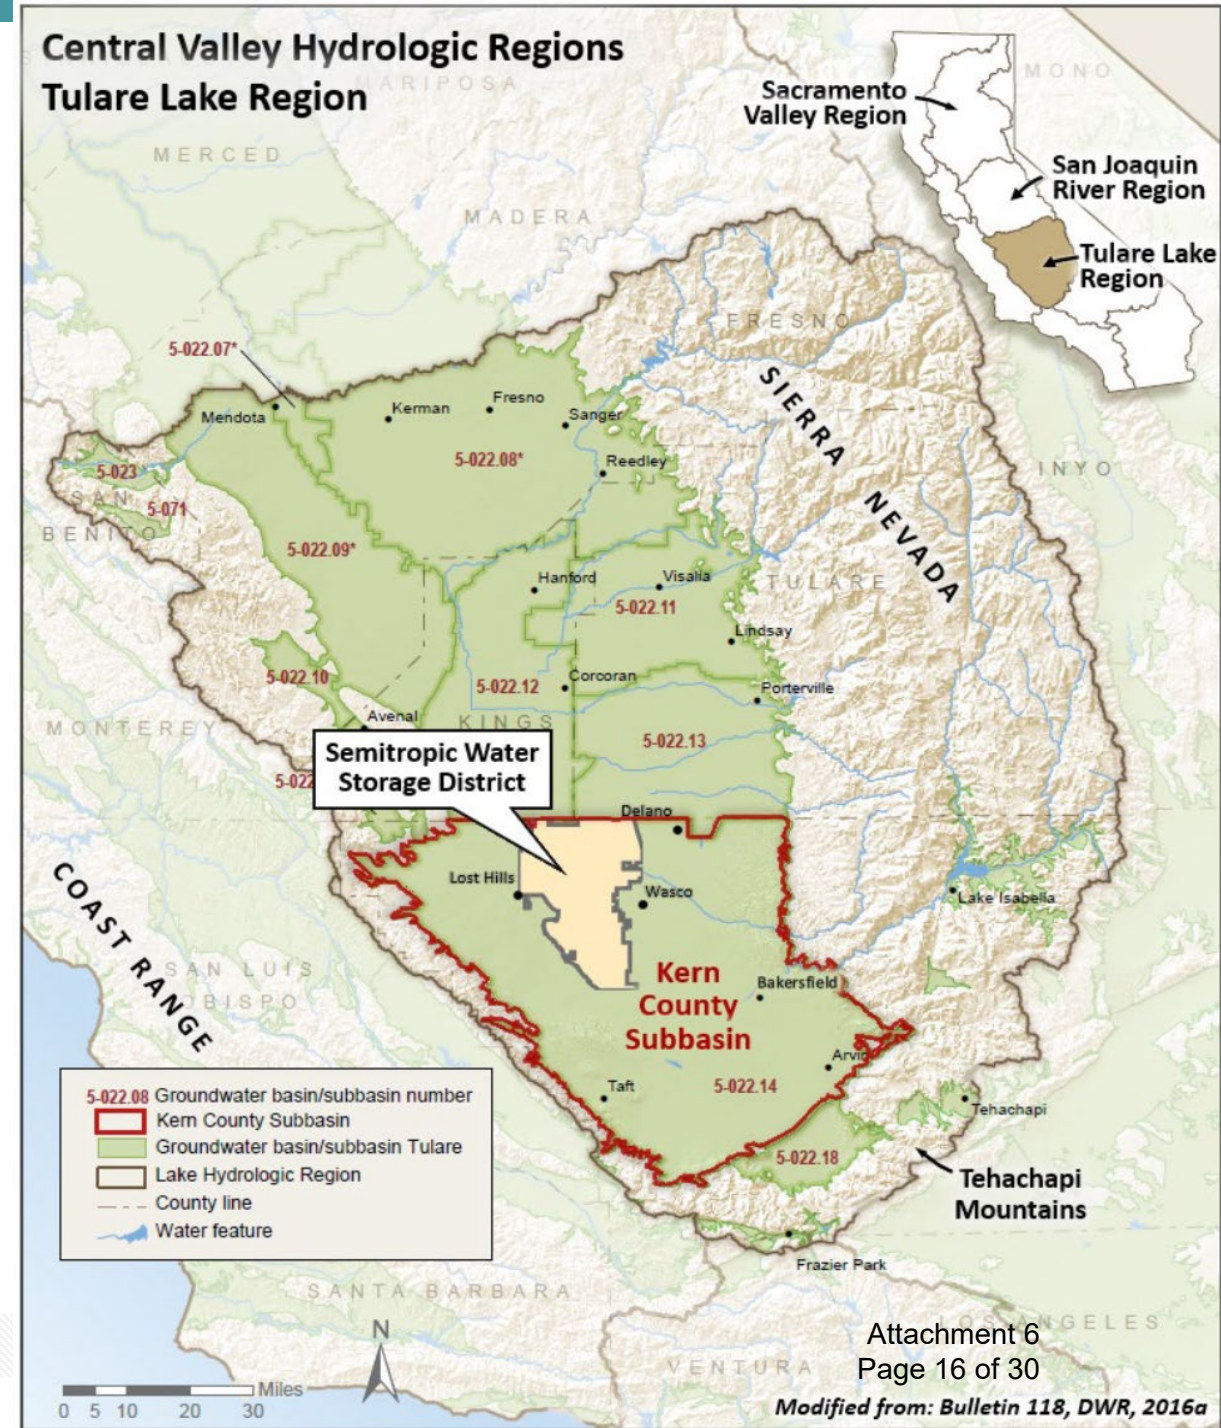 Central Valley Hydrologic Regions
Tulare Lake Region
MARIPOSA
MONO
Sacramento
Valley Region
MERCED
San Joaquin
River Region
MADERA
Tulare Lake
Region
FRESNO
5-022.07*
SIERRA NEVADA
Mendota
Kerman
Fresno
Sanger
5-022.08*
Reedley
INYO
5-023
SAN
BENITO
5-071
5-022.09*
Hanford
Visalia
TULARE
5-022.11
Lindsay
5-022.10
5-022.12
Corcoran
Porterville
MONTEREY
Avenal
KINGS
5-022.13
Semitropic Water
Storage District
5-022
Delano
Lost Hills
Wasco
Lake Isabella
COAST RANGE
SAN LUIS
OBISPO
Kern
County
Subbasin
Bakersfield
Arvin
Taft
5-022.14
Tehachapi
5-022.18
Tehachapi
Mountains
Frazier Park
5-022.08 Groundwater basin/subbasin number
Kern County Subbasin
Groundwater basin/subbasin Tulare
Lake Hydrologic Region
County line
Water feature
SANTA BARBARA
VENTURA
LOS ANGELES
N
Miles
0 5 10 20 30
Attachment 6
Page 16 of 30
Modified from: Bulletin 118, DWR, 2016a